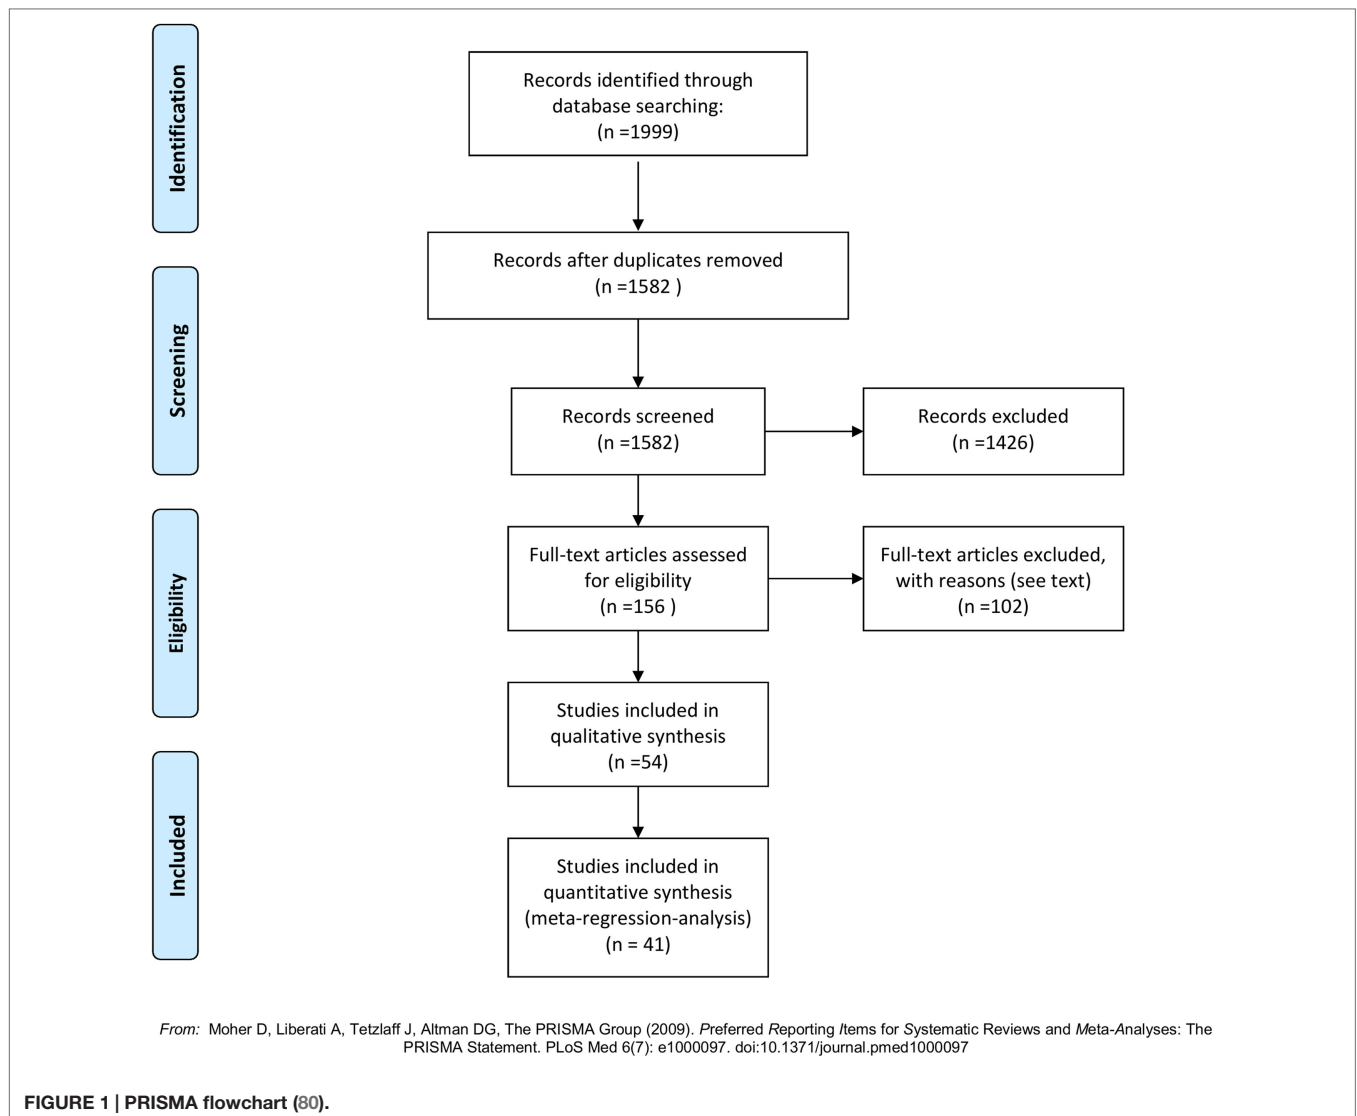 Identification
Records identified through
database searching:
(n =1999)
Records after duplicates removed
(n =1582 )
Screening
Records screened
(n =1582)
Records excluded
(n =1426)
Eligibility
Full-text articles assessed
for eligibility
(n =156 )
Full-text articles excluded,
with reasons (see text)
(n =102)
Studies included in
qualitative synthesis
(n =54)
Included
Studies included in
quantitative synthesis
(meta-regression-analysis)
(n = 41)
From: Moher D, Liberati A, Tetzlaff J, Altman DG, The PRISMA Group (2009). Preferred Reporting Items for Systematic Reviews and Meta-Analyses: The
PRISMA Statement. PLoS Med 6(7): e1000097. doi:10.1371/journal.pmed1000097
FIGURE 1 | PRISMA flowchart (80).